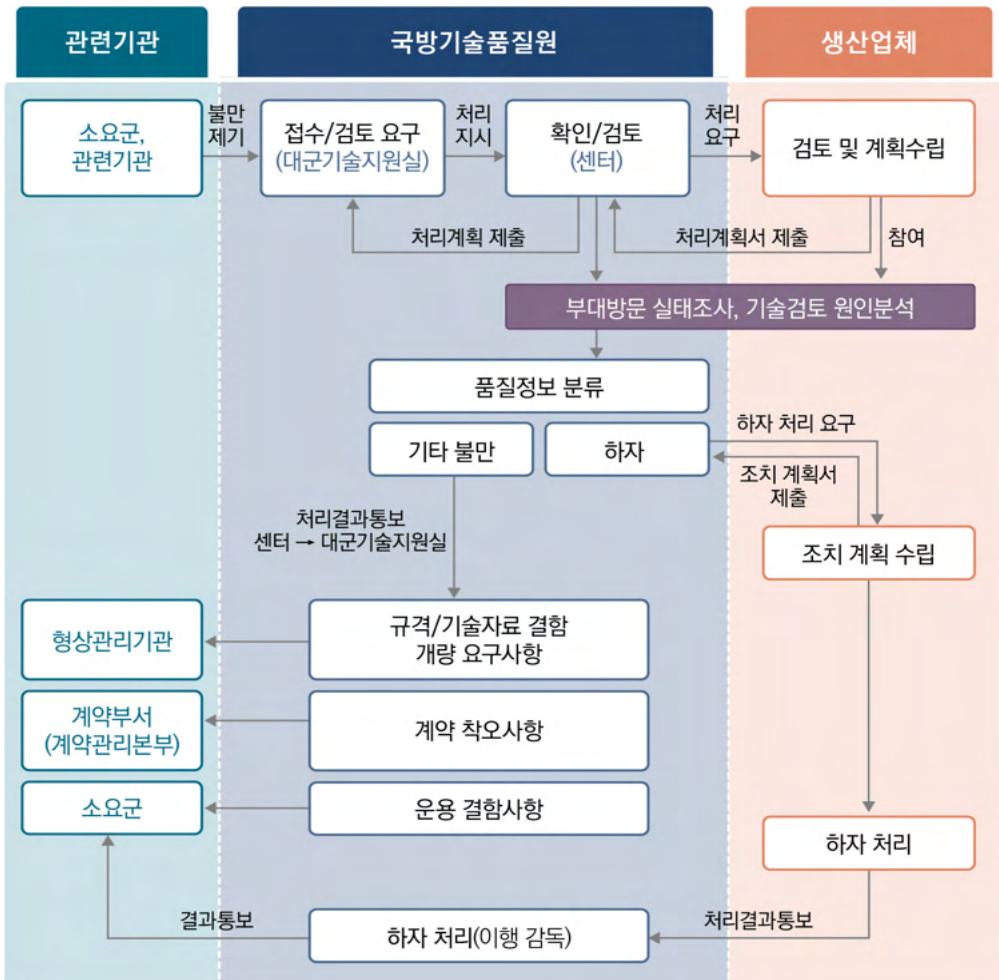 관련기관
국방기술품질원
생산업체
소요군,
관련기관
불만
제기
접수/검토 요구
(대군기술지원실)
처리
지시
확인/검토
(센터)
처리
요구
검토 및 계획수립
처리계획 제출
처리계획서 제출
참여
부대방문 실태조사, 기술검토 원인분석
품질정보 분류
기타 불만
하자
하자 처리 요구
조치 계획서
제출
처리결과통보
센터 → 대군기술지원실
조치 계획 수립
형상관리기관
규격/기술자료 결함
개량 요구사항
계약부서
(계약관리본부)
계약 착오사항
소요군
운용 결함사항
하자 처리
결과통보
하자 처리(이행 감독)
처리결과통보